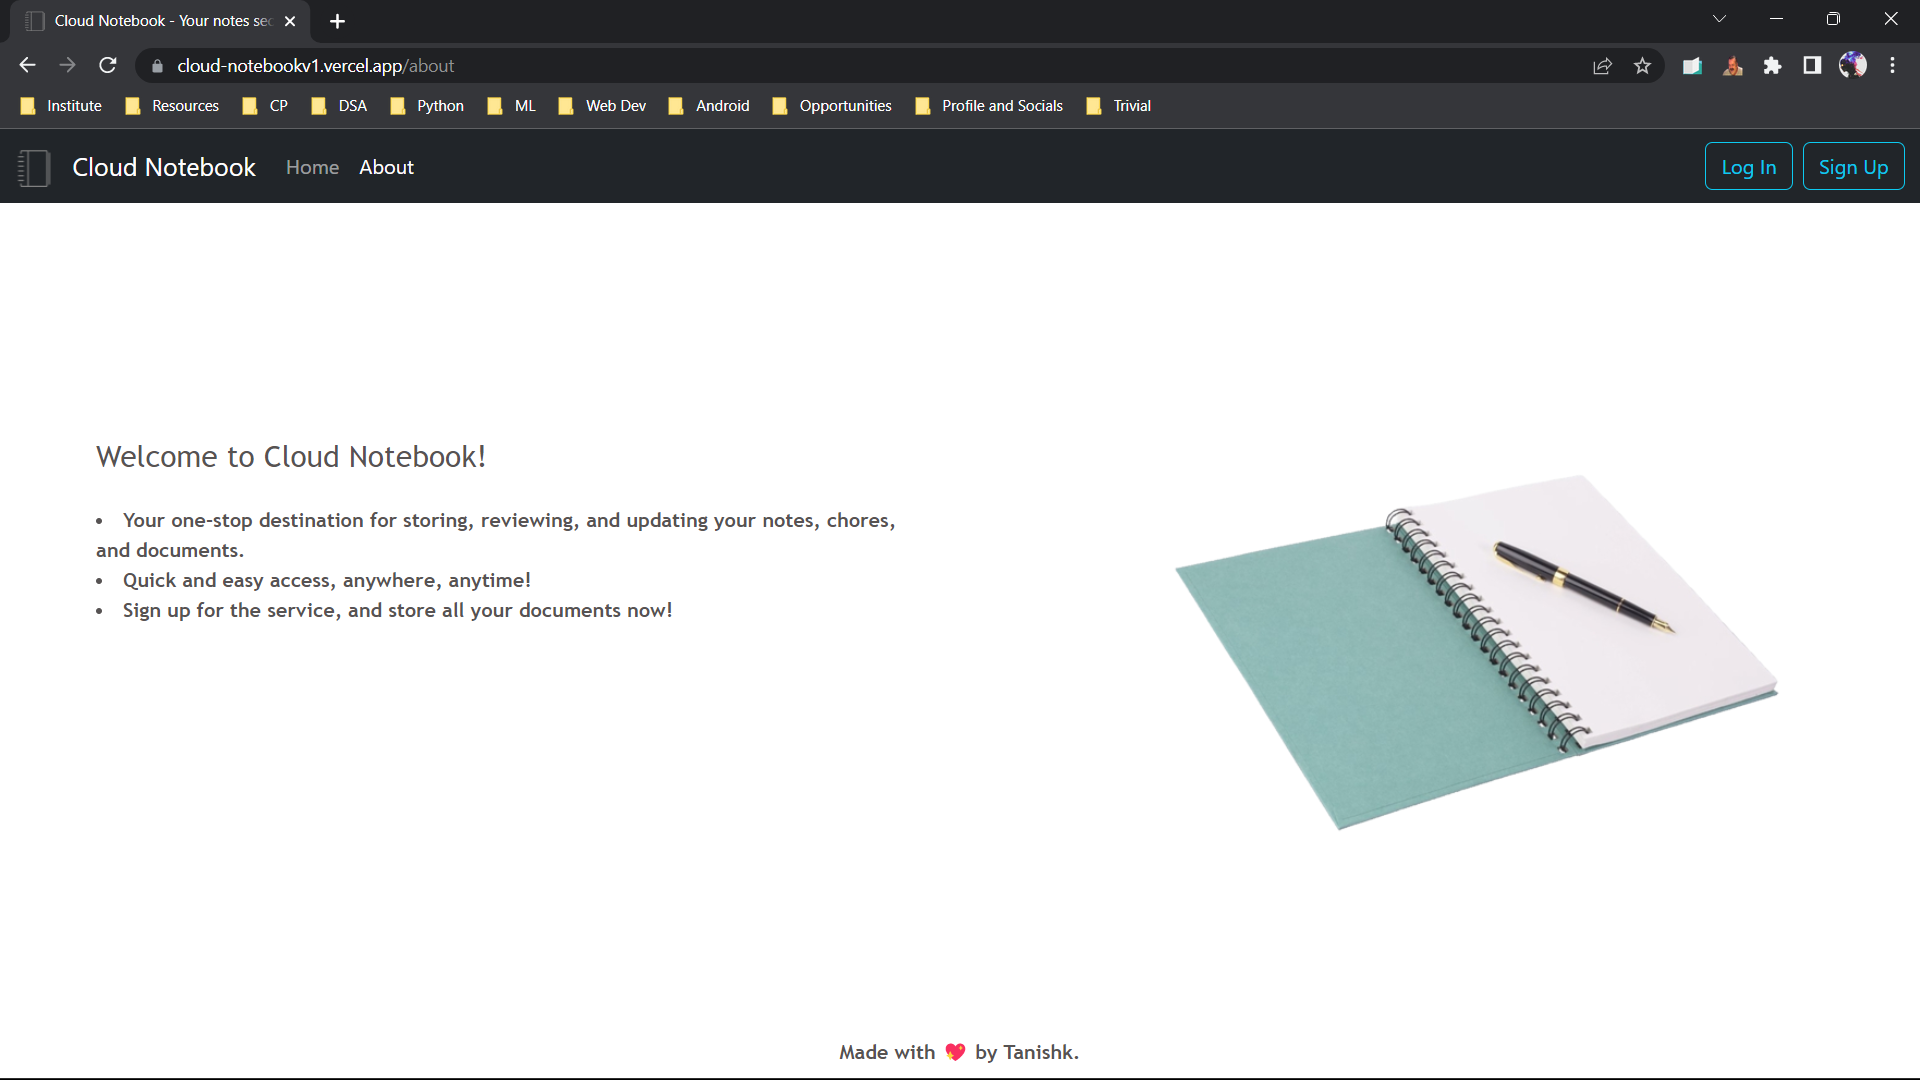 Cloud Notebook - Your notes sec
cloud-notebookv1.vercel.app/about
Institute Resources CP DSA Python ML Web Dev Android Opportunities Profile and Socials Trivial
Cloud Notebook Home About Log In Sign Up
Welcome to Cloud Notebook!
• Your one-stop destination for storing, reviewing, and updating your notes, chores,
and documents.
• Quick and easy access, anywhere, anytime!
• Sign up for the service, and store all your documents now!
Made with 💖 by Tanishk.